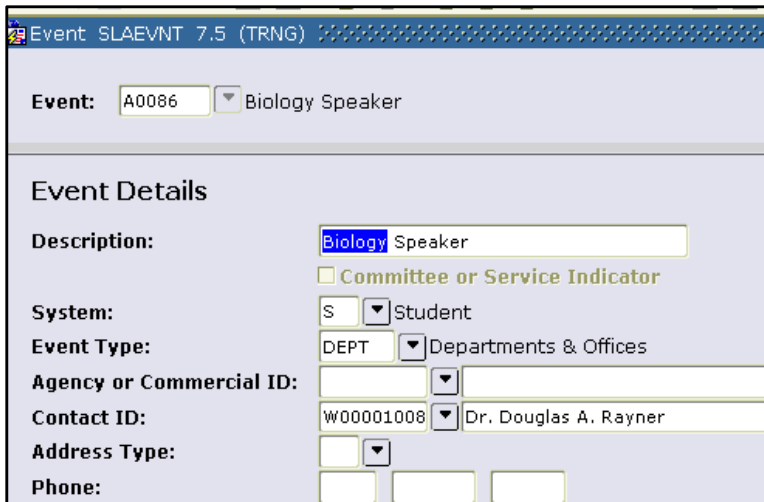 Event SLAEVNT 7.5 (TRNG)
Event: A0086 Biology Speaker
Event Details
Description: Biology Speaker
Committee or Service Indicator
System: S Student
Event Type: DEPT Departments & Offices
Agency or Commercial ID:
Contact ID: W00001008 Dr. Douglas A. Rayner
Address Type:
Phone: